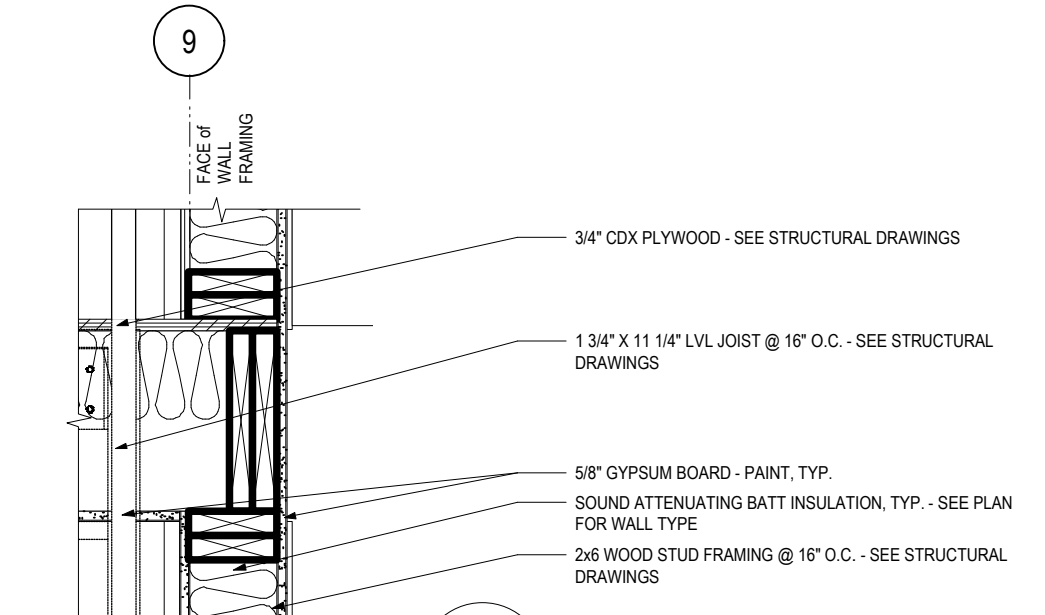 9
FACE of
WALL
FRAMING
3/4" CDX PLYWOOD - SEE STRUCTURAL DRAWINGS
1 3/4" X 11 1/4" LVL JOIST @ 16" O.C. - SEE STRUCTURAL
DRAWINGS
5/8" GYPSUM BOARD - PAINT, TYP.
SOUND ATTENUATING BATT INSULATION, TYP. - SEE PLAN
FOR WALL TYPE
2x6 WOOD STUD FRAMING @ 16" O.C. - SEE STRUCTURAL
DRAWINGS